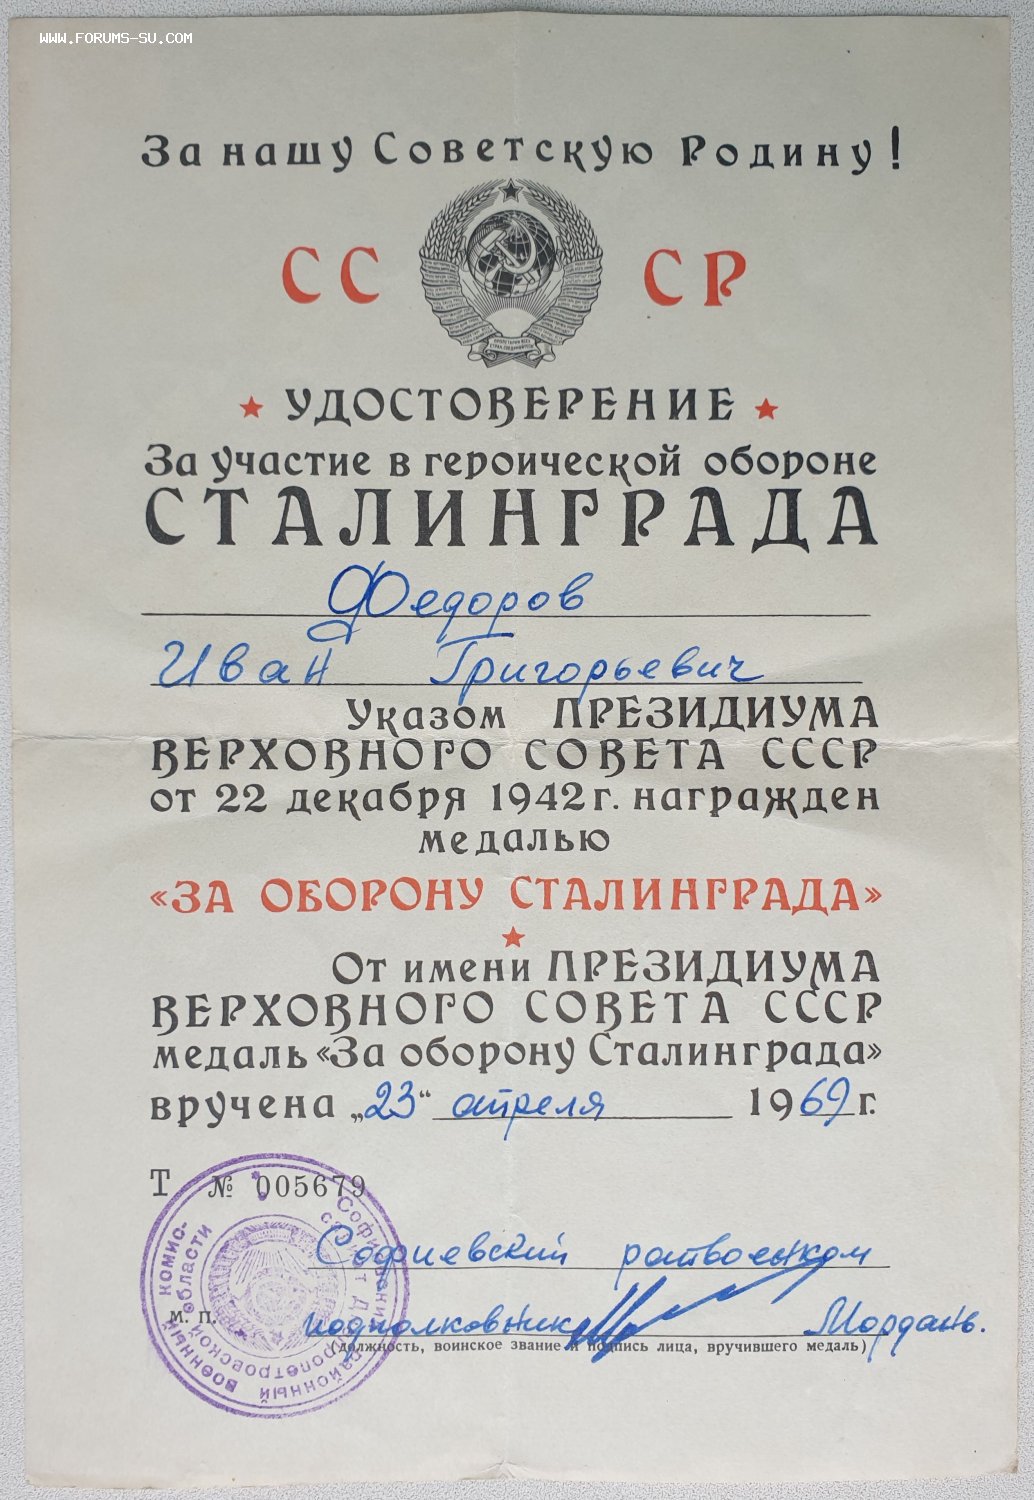 WWW.FORUMS-SU.COM
За нашу Советскую Родину!
СС СР
УДОСТОВЕРЕНИЕ
За участие в героической обороне
СТАЛИНГРАДА
Федоров
Иван Григорьевич
Указом ПРЕЗИДИУМА
ВЕРХОВНОГО СОВЕТА СССР
от 22 декабря 1942 г. награжден
медалью
«ЗА ОБОРОНУ СТАЛИНГРАДА»
От имени ПРЕЗИДИУМА
ВЕРХОВНОГО СОВЕТА СССР
медаль «За оборону Сталинграда»
вручена „23“ апреля 1969 г.
Т № 005679
Софиевский райвоенком
М. П. подполковник
(должность, воинское звание и подпись лица, вручившего медаль)
военный комис-
области